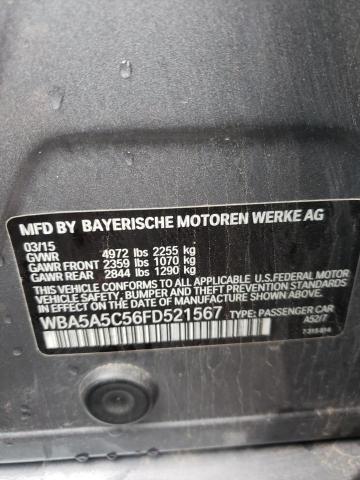 MFD BY BAYERISCHE MOTOREN WERKE AG
03/15
GVWR 4972 lbs 2255 kg
GAWR FRONT 2359 lbs 1070 kg
GAWR REAR 2844 lbs 1290 kg
THIS VEHICLE CONFORMS TO ALL APPLICABLE U.S.FEDERAL MOTOR
VEHICLE SAFETY, BUMPER, AND THEFT PREVENTION STANDARDS
IN EFFECT ON THE DATE OF MANUFACTURE SHOWN ABOVE.
WBA5A5C56FD521567 TYPE: PASSENGER CAR
A52/7